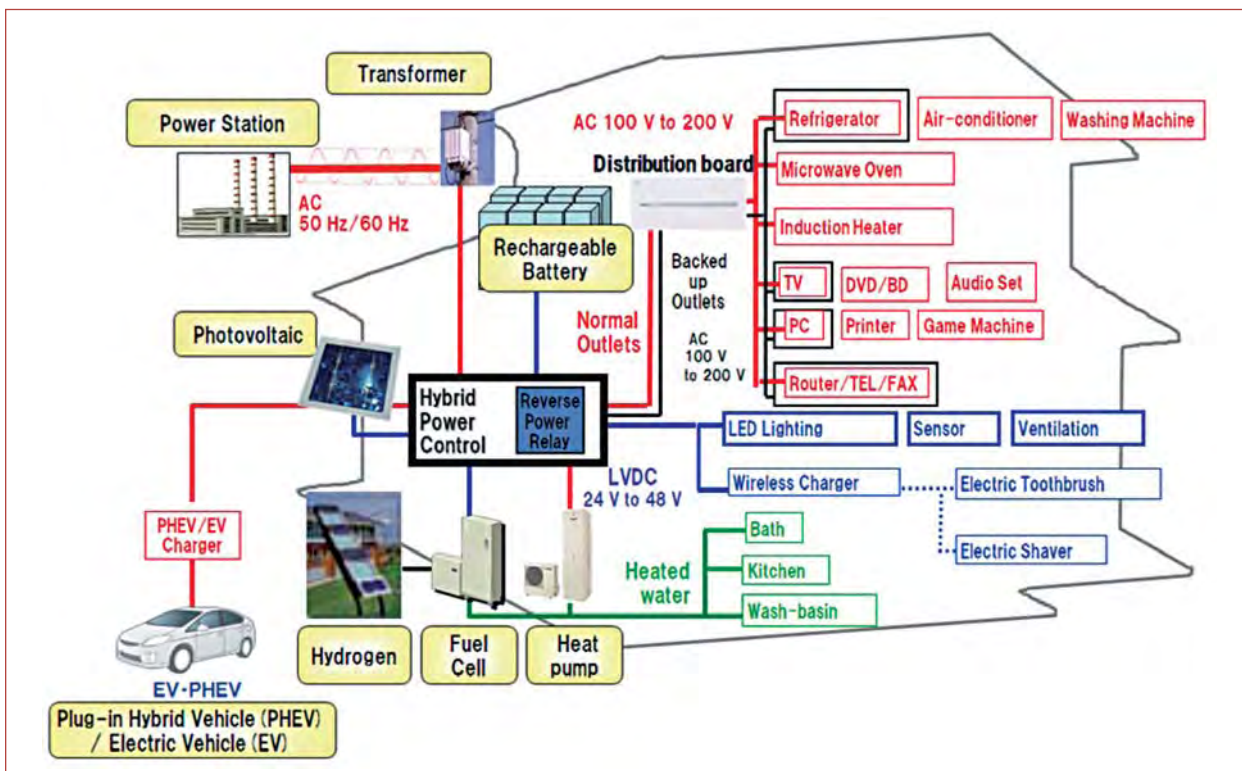 Transformer
Power Station
AC
50 Hz/60 Hz
AC 100 V to 200 V
Distribution board
Refrigerator
Air-conditioner
Washing Machine
Microwave Oven
Induction Heater
TV
DVD/BD
Audio Set
PC
Printer
Game Machine
Router/TEL/FAX
Rechargeable
Battery
Backed
up
Outlets
AC
100 V
to 200 V
Normal
Outlets
Photovoltaic
Hybrid
Power
Control
Reverse
Power
Relay
LED Lighting
Sensor
Ventilation
LVDC
24 V to 48 V
Wireless Charger
Electric Toothbrush
Electric Shaver
PHEV/EV
Charger
Bath
Kitchen
Wash-basin
Heated
water
Hydrogen
Fuel
Cell
Heat
pump
EV・PHEV
Plug-in Hybrid Vehicle (PHEV)
/ Electric Vehicle (EV)